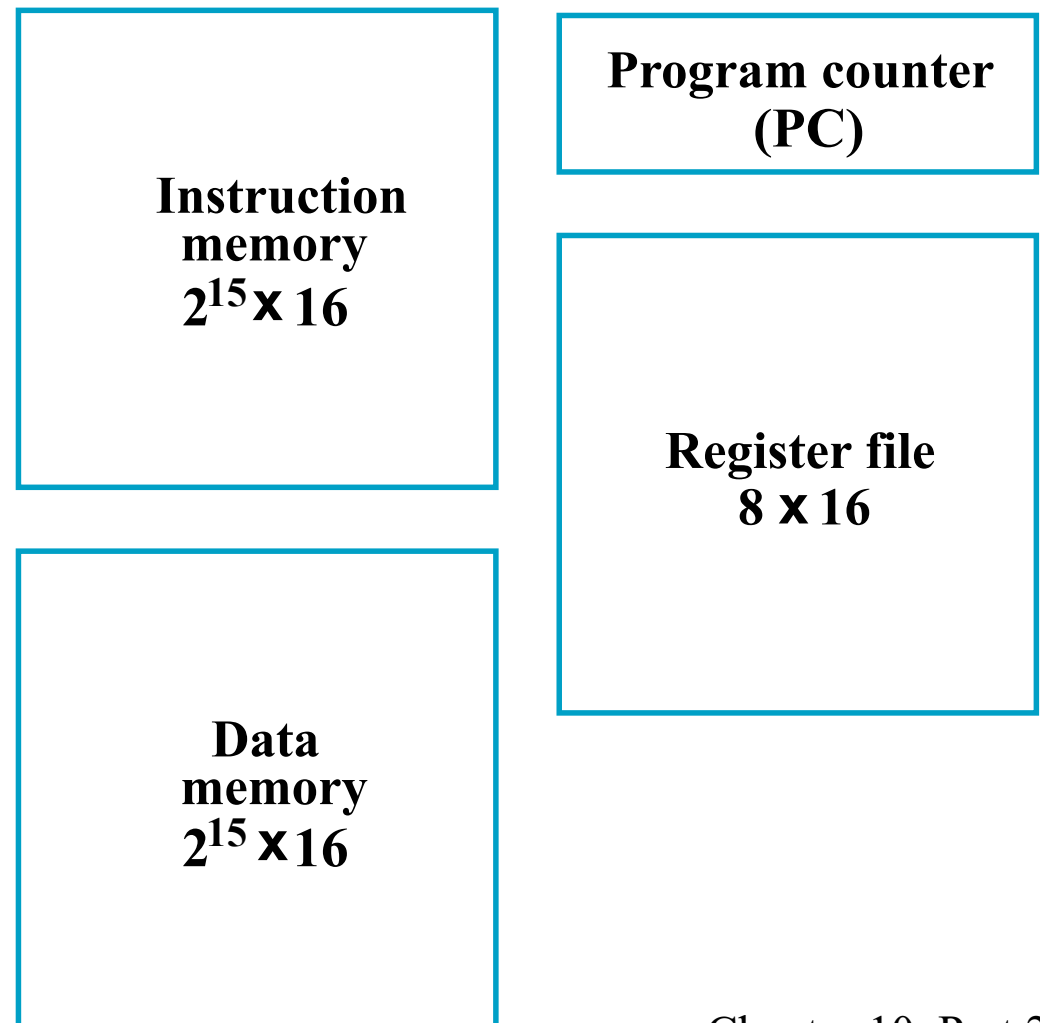 Instruction
memory
2¹⁵ x 16
Program counter
(PC)
Register file
8 x 16
Data
memory
2¹⁵ x 16